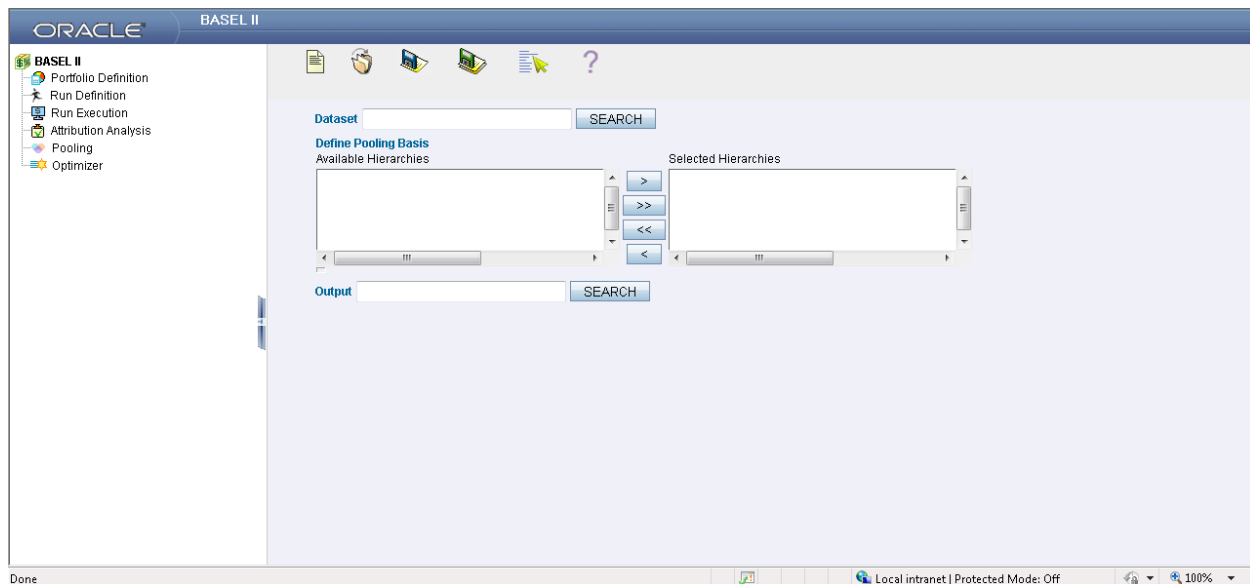 ORACLE®
BASEL II
BASEL II
Portfolio Definition
Run Definition
Run Execution
Attribution Analysis
Pooling
Optimizer
?
Dataset SEARCH
Define Pooling Basis
Available Hierarchies Selected Hierarchies
>
>>
<<
<
Output SEARCH
Done Local intranet | Protected Mode: Off 100%